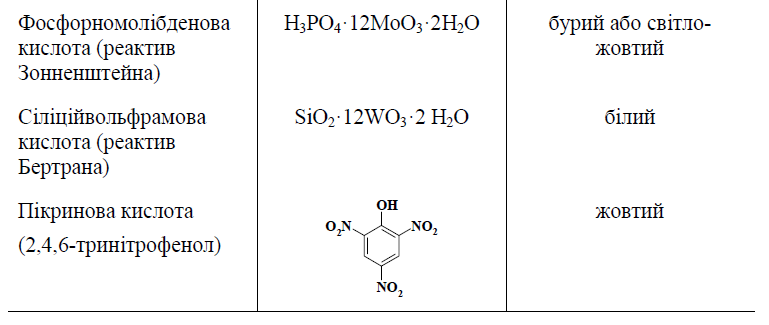 Фосфорномолібденова H₃PO₄·12MoO₃·2H₂O бурий або світло-
кислота (реактив жовтий
Зонненштейна)
Сіліційвольфрамова SiO₂·12WO₃·2 H₂O білий
кислота (реактив
Бертрана)
Пікринова кислота жовтий
(2,4,6-тринітрофенол)
OH
O₂N NO₂
NO₂